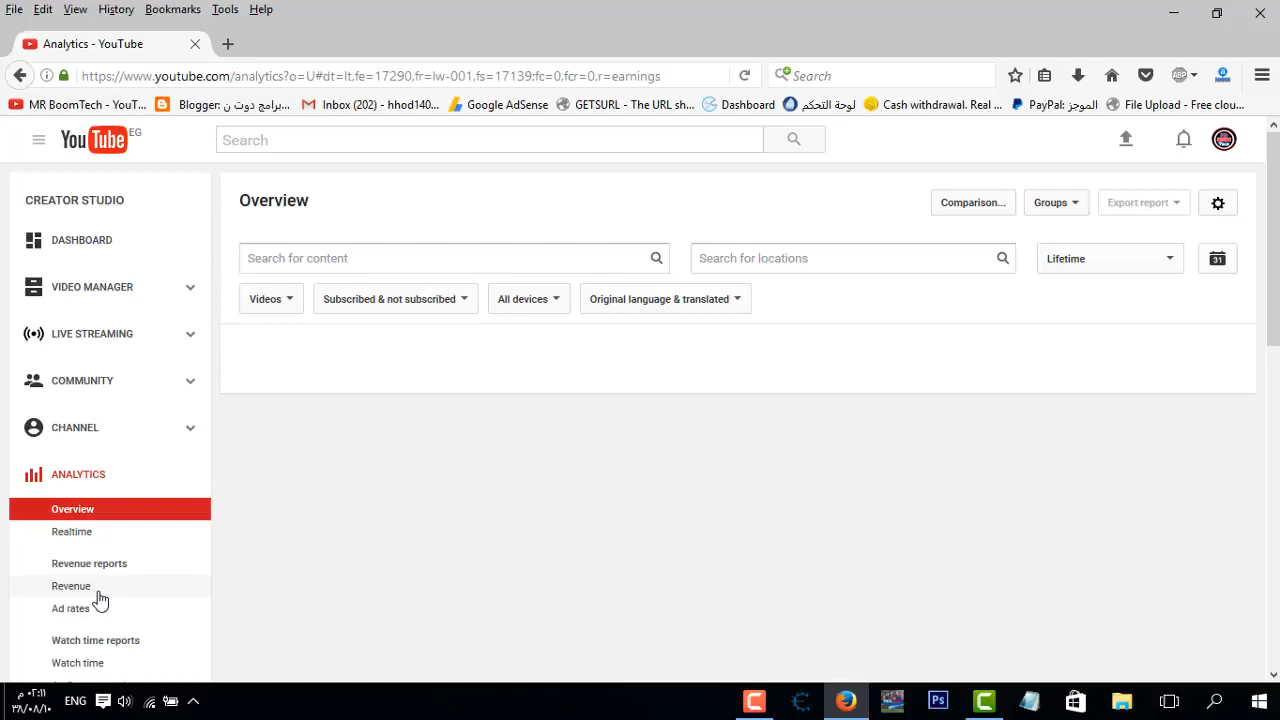 File Edit View History Bookmarks Tools Help
Analytics - YouTube
https://www.youtube.com/analytics?o=U#dt=lt,fe=17290,fr=lw-001,fs=17139;fc=0,fcr=0,r=earnings
Search
ABP
MR BoomTech - YouT... Blogger: برامج دوت ن... Inbox (202) - hhod140... Google AdSense GETSURL - The URL sh... Dashboard لوحة التحكم Cash withdrawal. Real ... PayPal: الموجز File Upload - Free clou...
YouTube EG
Search
CREATOR STUDIO
DASHBOARD
VIDEO MANAGER
LIVE STREAMING
COMMUNITY
CHANNEL
ANALYTICS
Overview
Realtime
Revenue reports
Revenue
Ad rates
Watch time reports
Watch time
Overview
Comparison... Groups Export report
Search for content Search for locations Lifetime 31
Videos Subscribed & not subscribed All devices Original language & translated
ENG
Ps